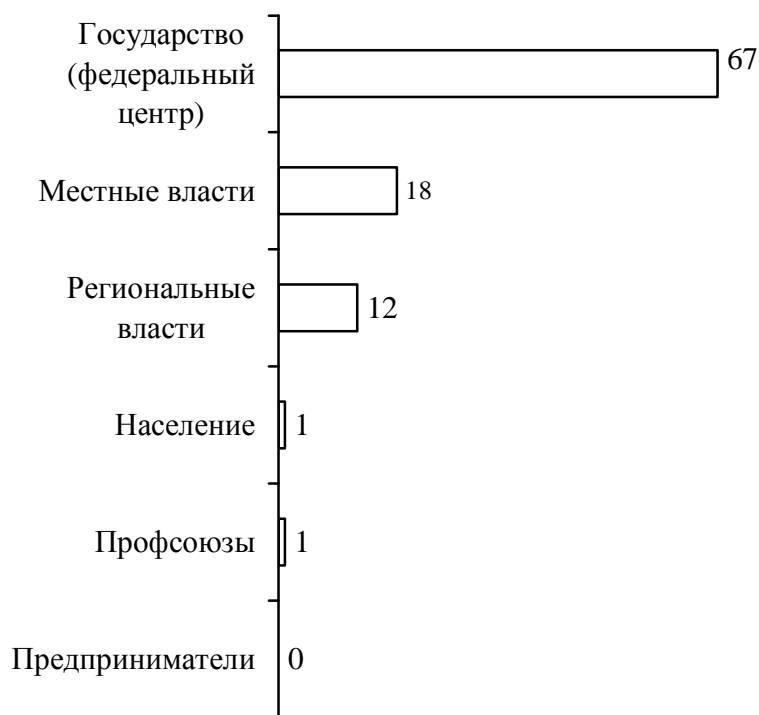 Государство
(федеральный
центр)
67
Местные власти
18
Региональные
власти
12
Население
1
Профсоюзы
1
Предприниматели
0